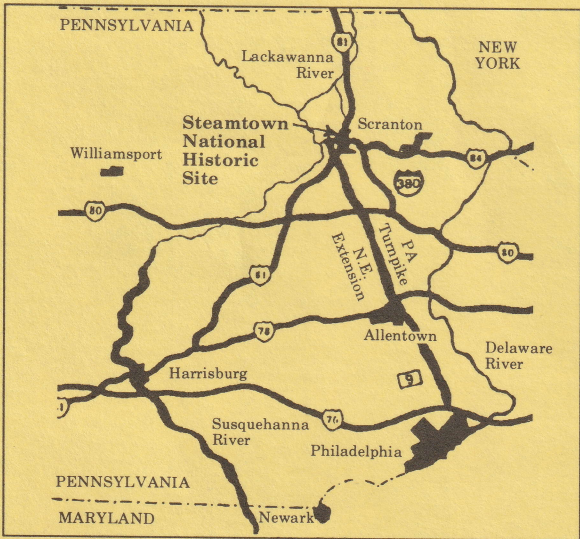 PENNSYLVANIA
81
Lackawanna
River
NEW
YORK
Steamtown
National
Historic
Site
Scranton
Williamsport
84
380
80
PA
Turnpike
N.E.
Extension
80
81
78
Allentown
Delaware
River
Harrisburg
9
81
76
Susquehanna
River
Philadelphia
PENNSYLVANIA
MARYLAND
Newark